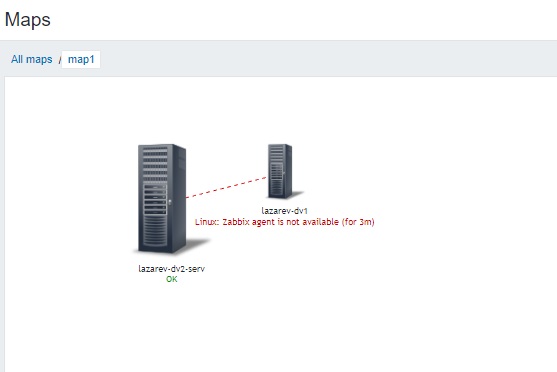 Maps
All maps / map1
lazarev-dv1
Linux: Zabbix agent is not available (for 3m)
lazarev-dv2-serv
OK